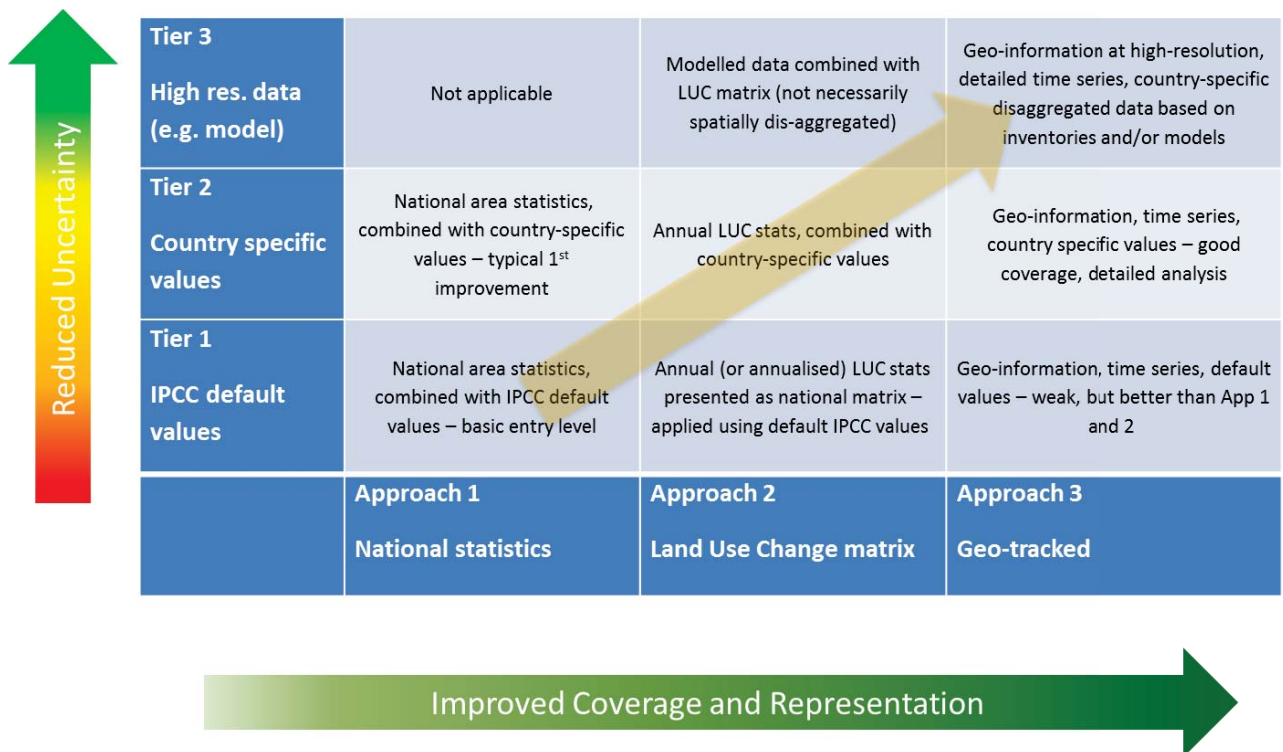 Reduced Uncertainty
Tier 3
High res. data
(e.g. model)
Not applicable
Modelled data combined with
LUC matrix (not necessarily
spatially dis-aggregated)
Geo-information at high-resolution,
detailed time series, country-specific
disaggregated data based on
inventories and/or models
Tier 2
Country specific
values
National area statistics,
combined with country-specific
values – typical 1st
improvement
Annual LUC stats, combined with
country-specific values
Geo-information, time series,
country specific values – good
coverage, detailed analysis
Tier 1
IPCC default
values
National area statistics,
combined with IPCC default
values – basic entry level
Annual (or annualised) LUC stats
presented as national matrix –
applied using default IPCC values
Geo-information, time series, default
values – weak, but better than App 1
and 2
Approach 1
National statistics
Approach 2
Land Use Change matrix
Approach 3
Geo-tracked
Improved Coverage and Representation